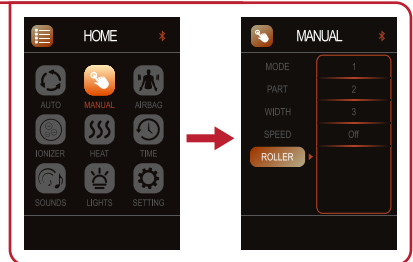 HOME
AUTO MANUAL AIRBAG
IONIZER HEAT TIME
SOUNDS LIGHTS SETTING
MANUAL
MODE 1
PART 2
WIDTH 3
SPEED Off
ROLLER